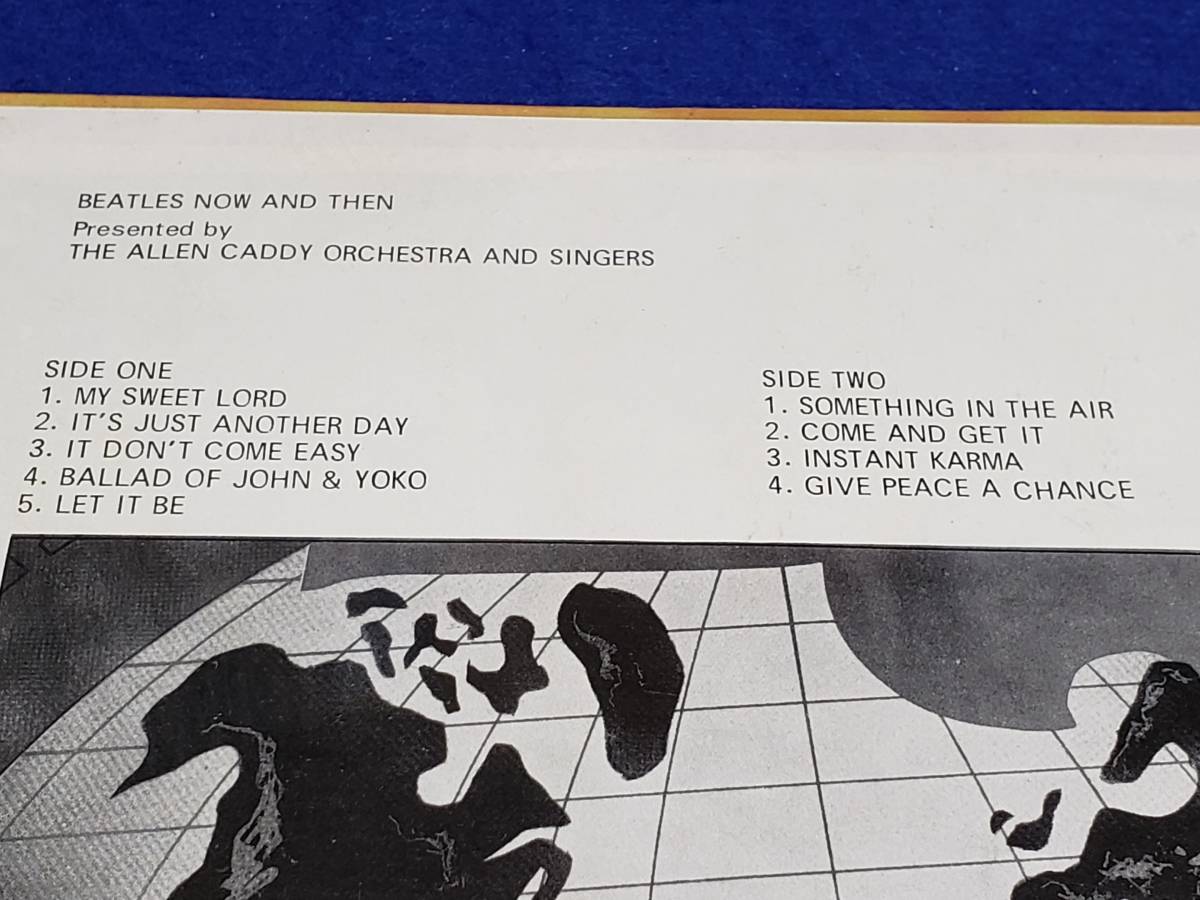 BEATLES NOW AND THEN
Presented by
THE ALLEN CADDY ORCHESTRA AND SINGERS
SIDE ONE
1. MY SWEET LORD
2. IT'S JUST ANOTHER DAY
3. IT DON'T COME EASY
4. BALLAD OF JOHN & YOKO
5. LET IT BE
SIDE TWO
1. SOMETHING IN THE AIR
2. COME AND GET IT
3. INSTANT KARMA
4. GIVE PEACE A CHANCE